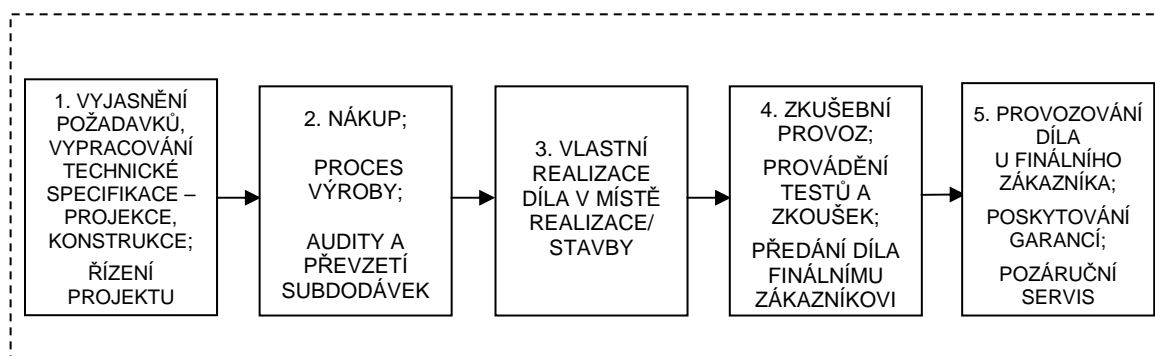 1. VYJASNĚNÍ
POŽADAVKŮ,
VYPRACOVÁNÍ
TECHNICKÉ
SPECIFIKACE –
PROJEKCE,
KONSTRUKCE;
ŘÍZENÍ
PROJEKTU
2. NÁKUP;
PROCES
VÝROBY;
AUDITY A
PŘEVZETÍ
SUBDODÁVEK
3. VLASTNÍ
REALIZACE
DÍLA V MÍSTĚ
REALIZACE/
STAVBY
4. ZKUŠEBNÍ
PROVOZ;
PROVÁDĚNÍ
TESTŮ A
ZKOUŠEK;
PŘEDÁNÍ DÍLA
FINÁLNÍMU
ZÁKAZNÍKOVI
5. PROVOZOVÁNÍ
DÍLA
U FINÁLNÍHO
ZÁKAZNÍKA;
POSKYTOVÁNÍ
GARANCÍ;
POZÁRUČNÍ
SERVIS